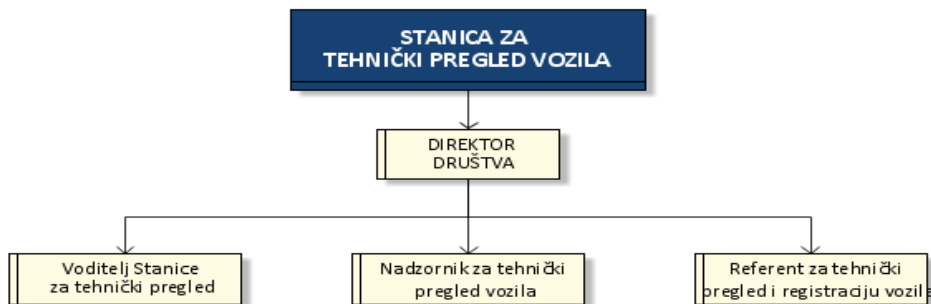 STANICA ZA
TEHNIČKI PREGLED VOZILA
DIREKTOR
DRUŠTVA
Voditelj Stanice
za tehnički pregled
Nadzornik za tehnički
pregled vozila
Referent za tehnički
pregled i registraciju vozila